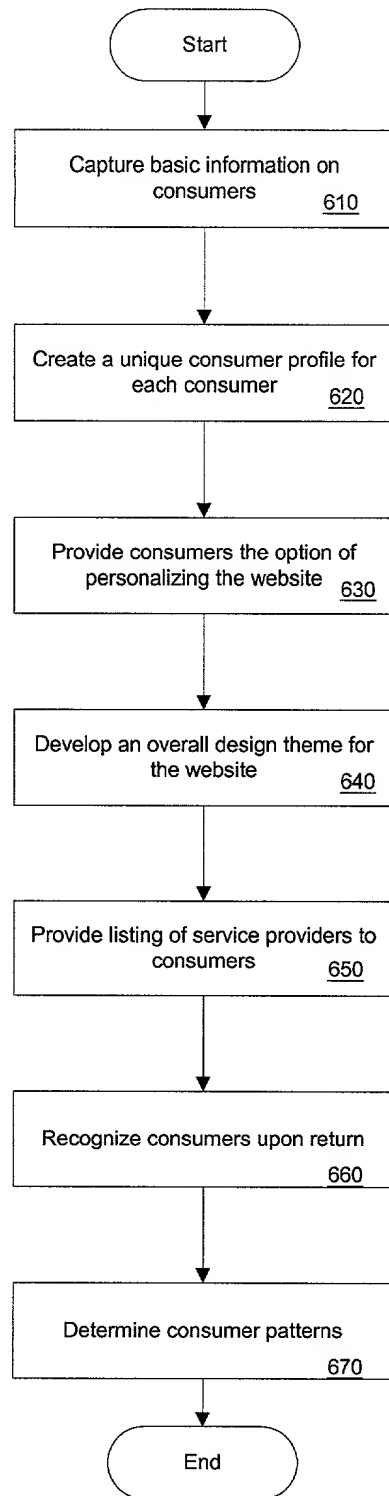 Start
Capture basic information on
consumers
610
Create a unique consumer profile for
each consumer
620
Provide consumers the option of
personalizing the website
630
Develop an overall design theme for
the website
640
Provide listing of service providers to
consumers
650
Recognize consumers upon return
660
Determine consumer patterns
670
End